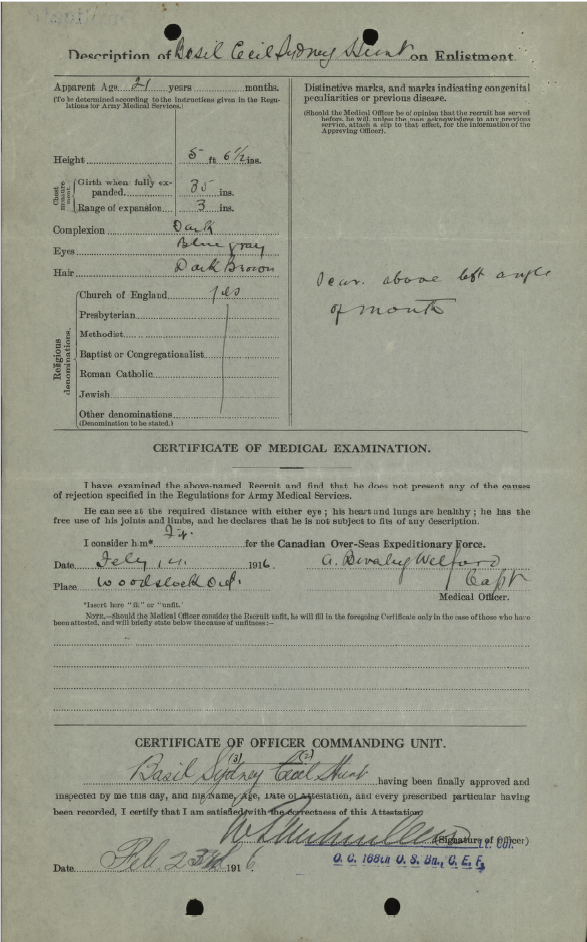 Description of Basil Cecil Sydney Hunt on Enlistment.
Apparent Age 21 years months.
(To be determined according to the instructions given in the Regulations for Army Medical Services.)
Height 5 ft. 6½ ins.
Chest measurement.
Girth when fully expanded. 35 ins.
Range of expansion 3 ins.
Complexion Dark
Eyes Blue gray
Hair Dark Brown
Religious denominations.
Church of England yes
Presbyterian
Methodist
Baptist or Congregationalist
Roman Catholic
Jewish
Other denominations
(Denomination to be stated.)
Distinctive marks, and marks indicating congenital
peculiarities or previous disease.
(Should the Medical Officer be of opinion that the recruit has served
before, he will, unless the man acknowledges to any previous
service, attach a slip to that effect, for the information of the
Approving Officer).
Scar above left angle
of mouth
CERTIFICATE OF MEDICAL EXAMINATION.
I have examined the above-named Recruit and find that he does not present any of the causes
of rejection specified in the Regulations for Army Medical Services.
He can see at the required distance with either eye; his heart and lungs are healthy; he has the
free use of his joints and limbs, and he declares that he is not subject to fits of any description.
I consider him* Fit for the Canadian Over-Seas Expeditionary Force.
Date Feby 14 1916. A. Beverley Welford
Place Woodstock Ont. Capt
Medical Officer.
*Insert here "fit" or "unfit."
NOTE.—Should the Medical Officer consider the Recruit unfit, he will fill in the foregoing Certificate only in the case of those who have
been attested, and will briefly state below the cause of unfitness:—
CERTIFICATE OF OFFICER COMMANDING UNIT.
(3) (2)
Basil Sydney Cecil Hunt having been finally approved and
inspected by me this day, and his Name, Age, Date of Attestation, and every prescribed particular having
been recorded, I certify that I am satisfied with the correctness of this Attestation
(Signature of Officer)
Lt. Col.
O. C. 168th O. S. Bn., C. E. F.
Date Feb 23rd 1916